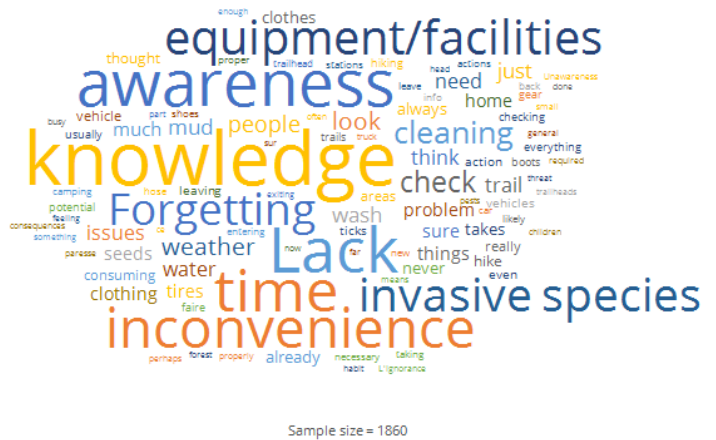 enough clothes
equipment/facilities
thought proper trailhead stations hiking head actions just Unawareness
awareness leave need back done
info home gear small
vehicle part shoes people often look always checking
busy much mud trails truck cleaning general
usually sur everything
knowledge think action boots required
camping hose leaving exiting check trail threat trailheads
potential Forgetting areas pests vehicles
consequences feeling wash problem car likely
something issues ce entering ticks sure takes children
paresse seeds weather now Lack far new things really
consuming water never hike even
clothing tires time means invasive species
faire
inconvenience
perhaps forest properly already necessary taking
habit L'Ignorance
Sample size = 1860